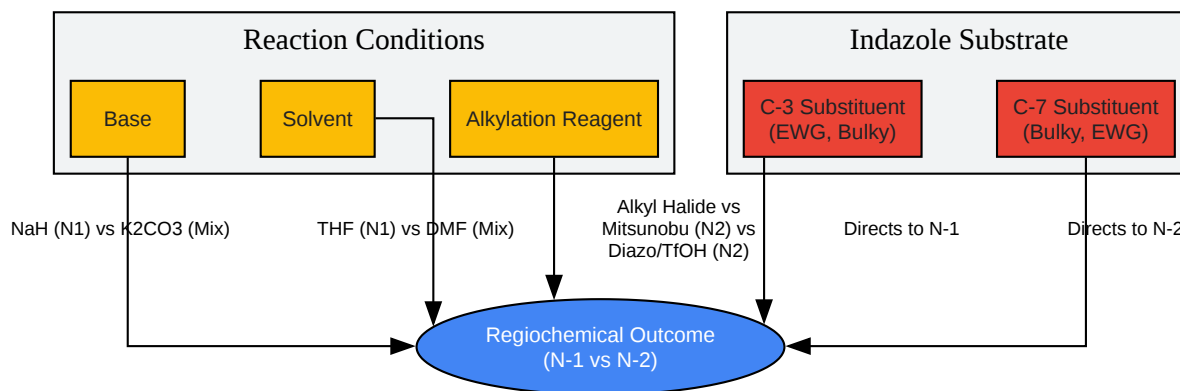 Reaction Conditions
Indazole Substrate
Base
Solvent
Alkylation Reagent
C-3 Substituent
(EWG, Bulky)
C-7 Substituent
(Bulky, EWG)
NaH (N1) vs K2CO3 (Mix)
THF (N1) vs DMF (Mix)
Alkyl Halide vs
Mitsunobu (N2) vs
Diazo/TfOH (N2)
Directs to N-1
Directs to N-2
Regiochemical Outcome
(N-1 vs N-2)